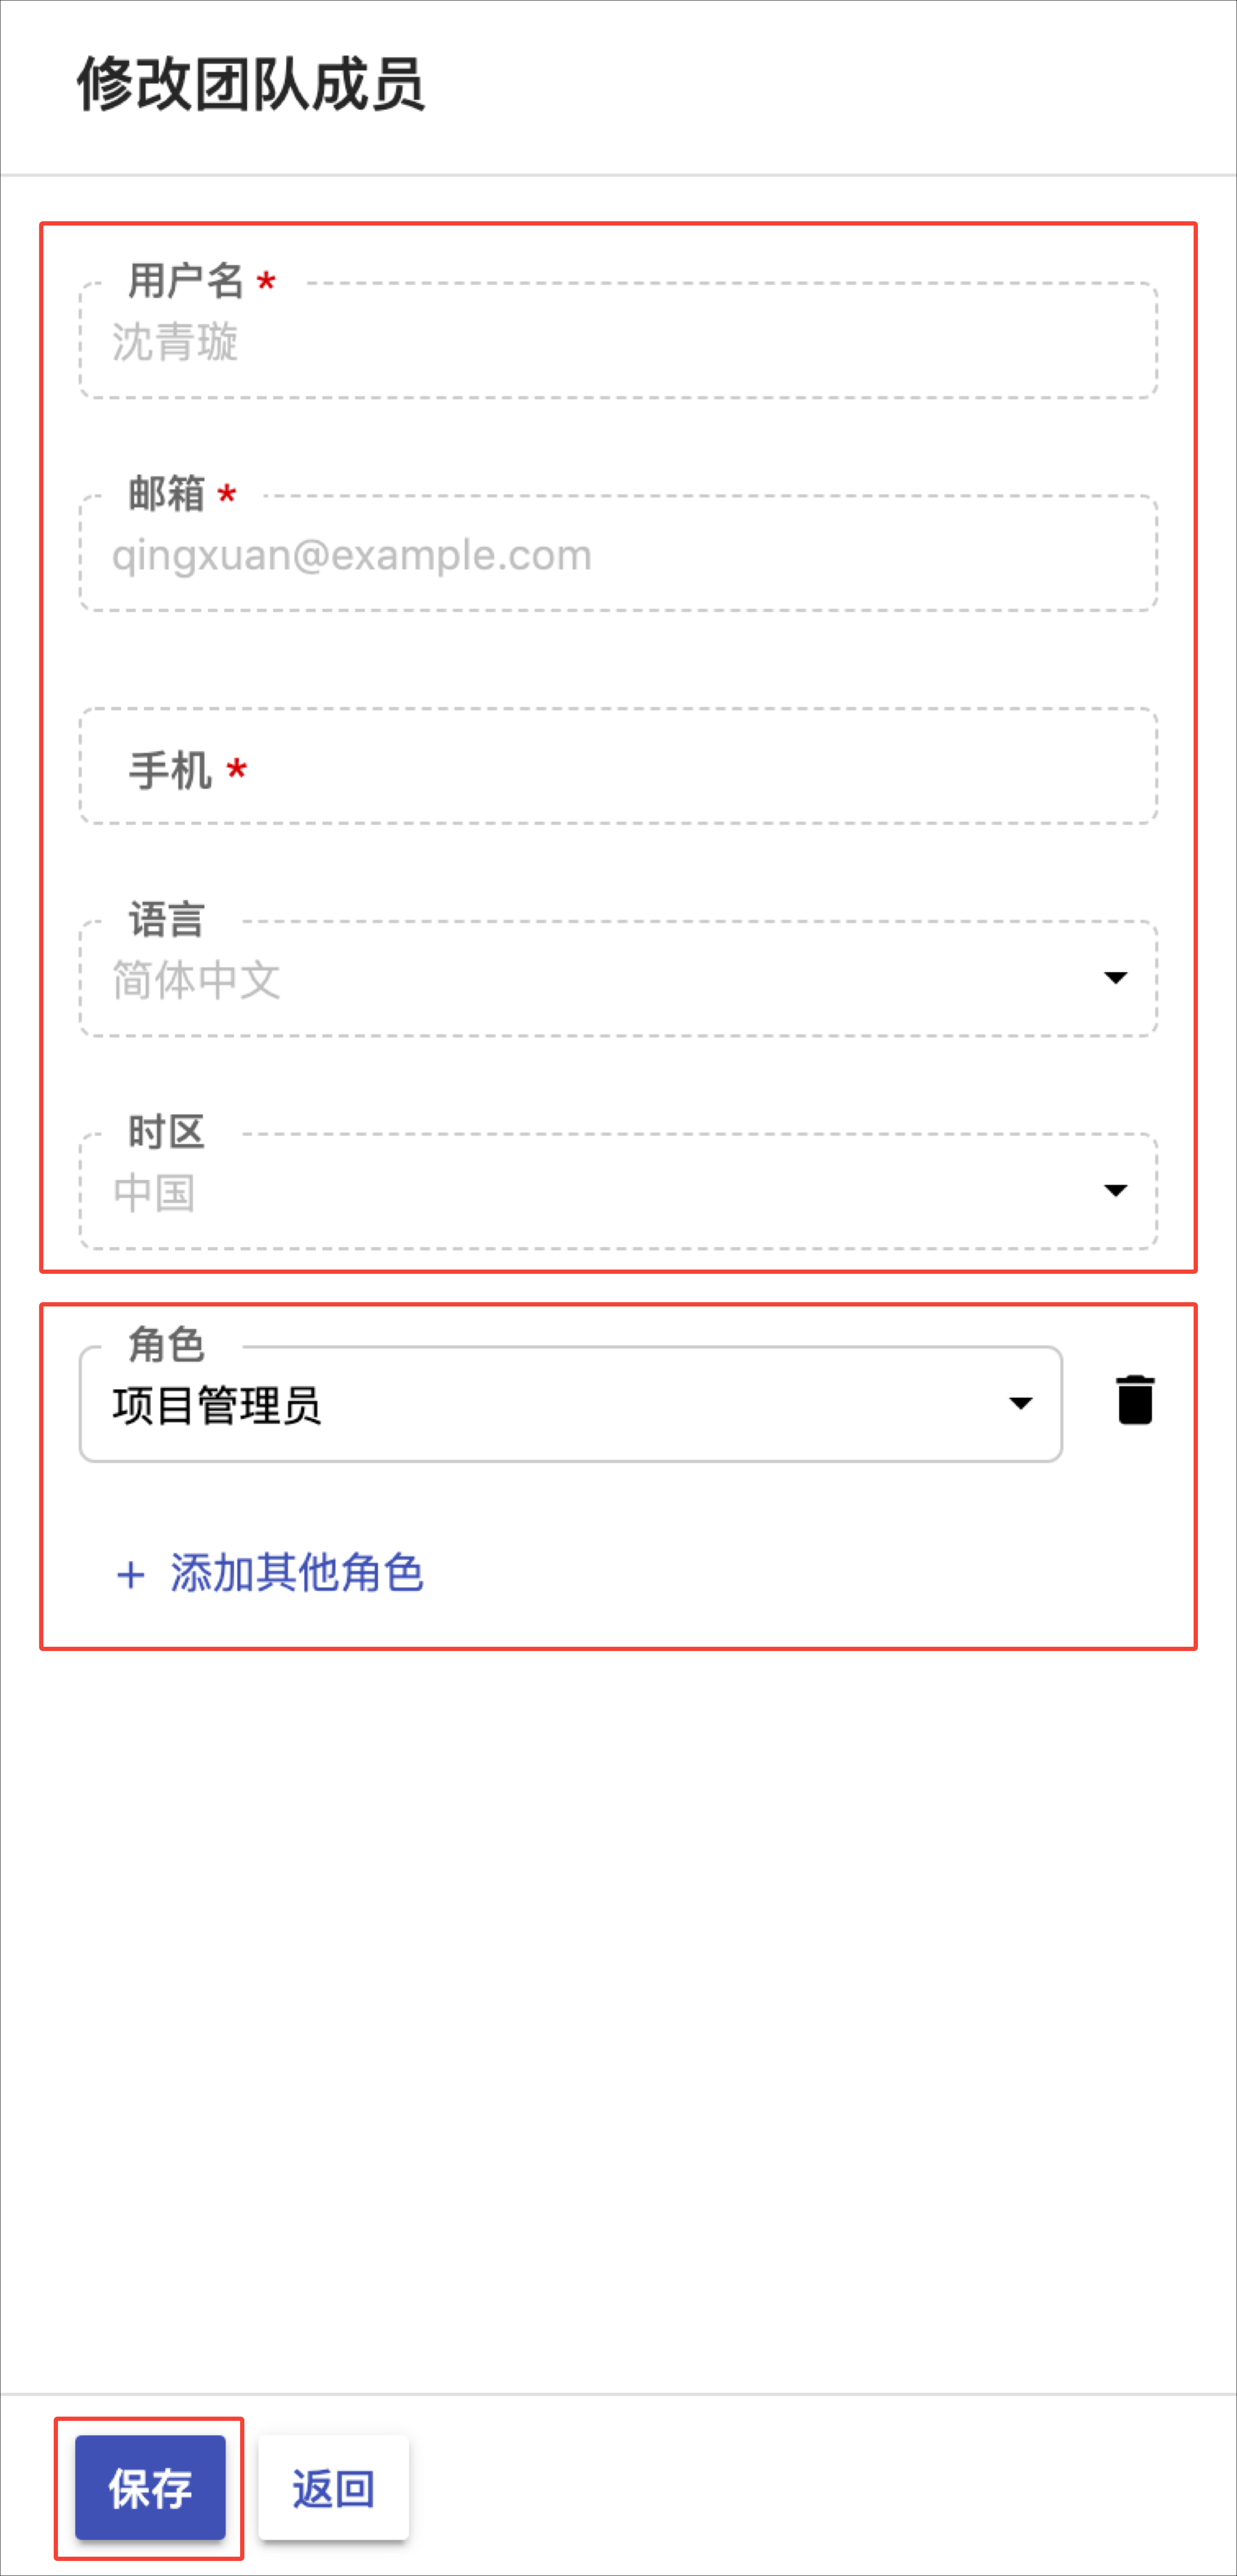 修改团队成员
用户名 *
沈青璇
邮箱 *
qingxuan@example.com
手机 *
语言
简体中文
时区
中国
角色
项目管理员
+ 添加其他角色
保存 返回